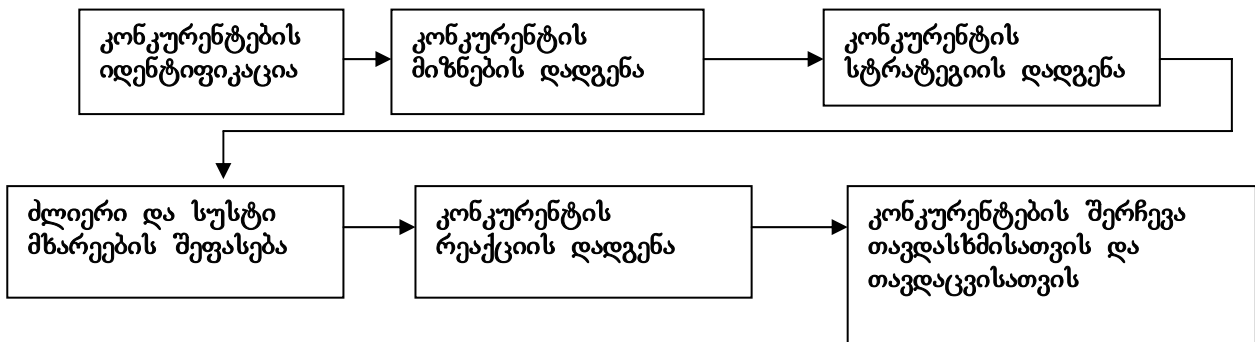 კონკურენტების
იდენტიფიკაცია
კონკურენტის
მიზნების დადგენა
კონკურენტის
სტრატეგიის დადგენა
ძლიერი და სუსტი
მხარეების შეფასება
კონკურენტის
რეაქციის დადგენა
კონკურენტების შერჩევა
თავდასხმისათვის და
თავდაცვისათვის